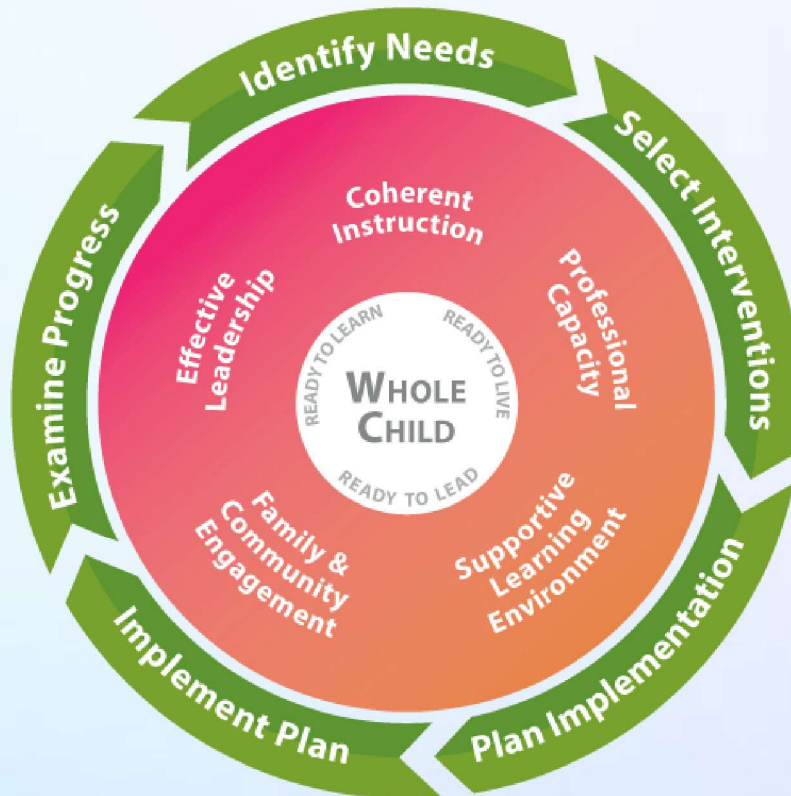 Identify Needs
Select Interventions
Plan Implementation
Implement Plan
Examine Progress
Coherent
Instruction
Professional
Capacity
Supportive
Learning
Environment
Family &
Community
Engagement
Effective
Leadership
READY TO LEARN
READY TO LIVE
READY TO LEAD
WHOLE
CHILD